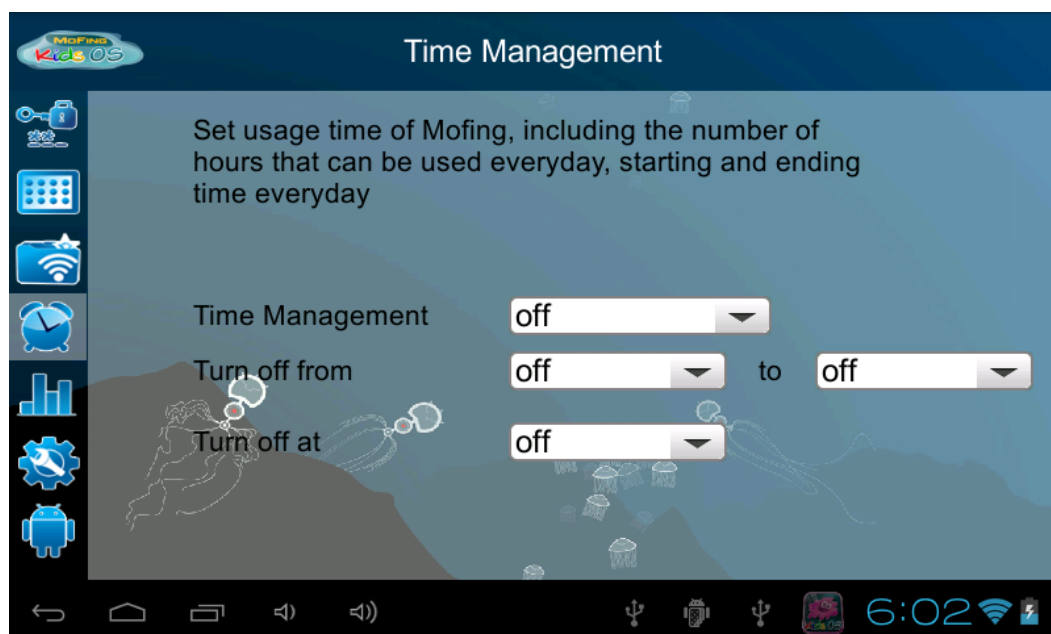 MoFing
Kids OS
Time Management
Set usage time of Mofing, including the number of
hours that can be used everyday, starting and ending
time everyday
Time Management off
Turn off from off to off
Turn off at off
6:02